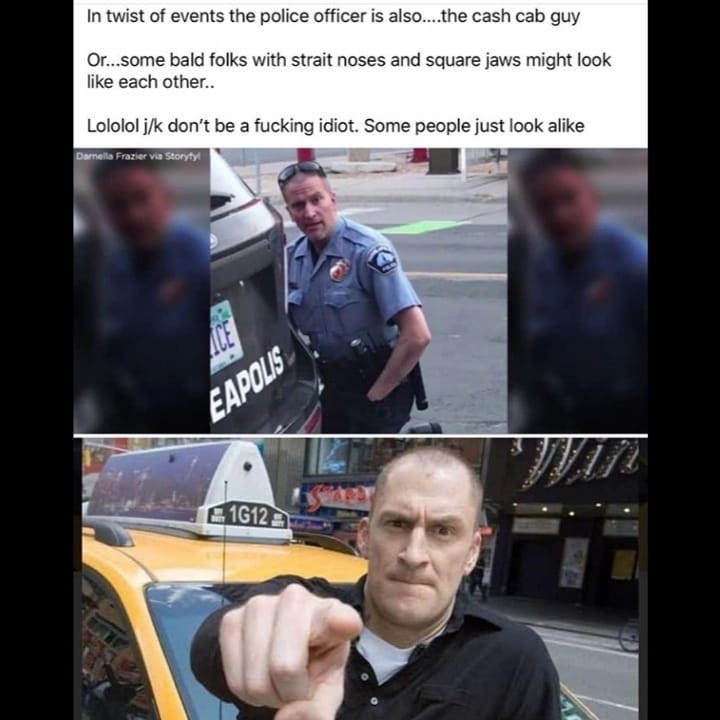 In twist of events the police officer is also....the cash cab guy
Or...some bald folks with strait noses and square jaws might look
like each other..
Lololol j/k don't be a fucking idiot. Some people just look alike
Darnella Frazier via Storyfyl
ICE
EAPOLIS
1G12